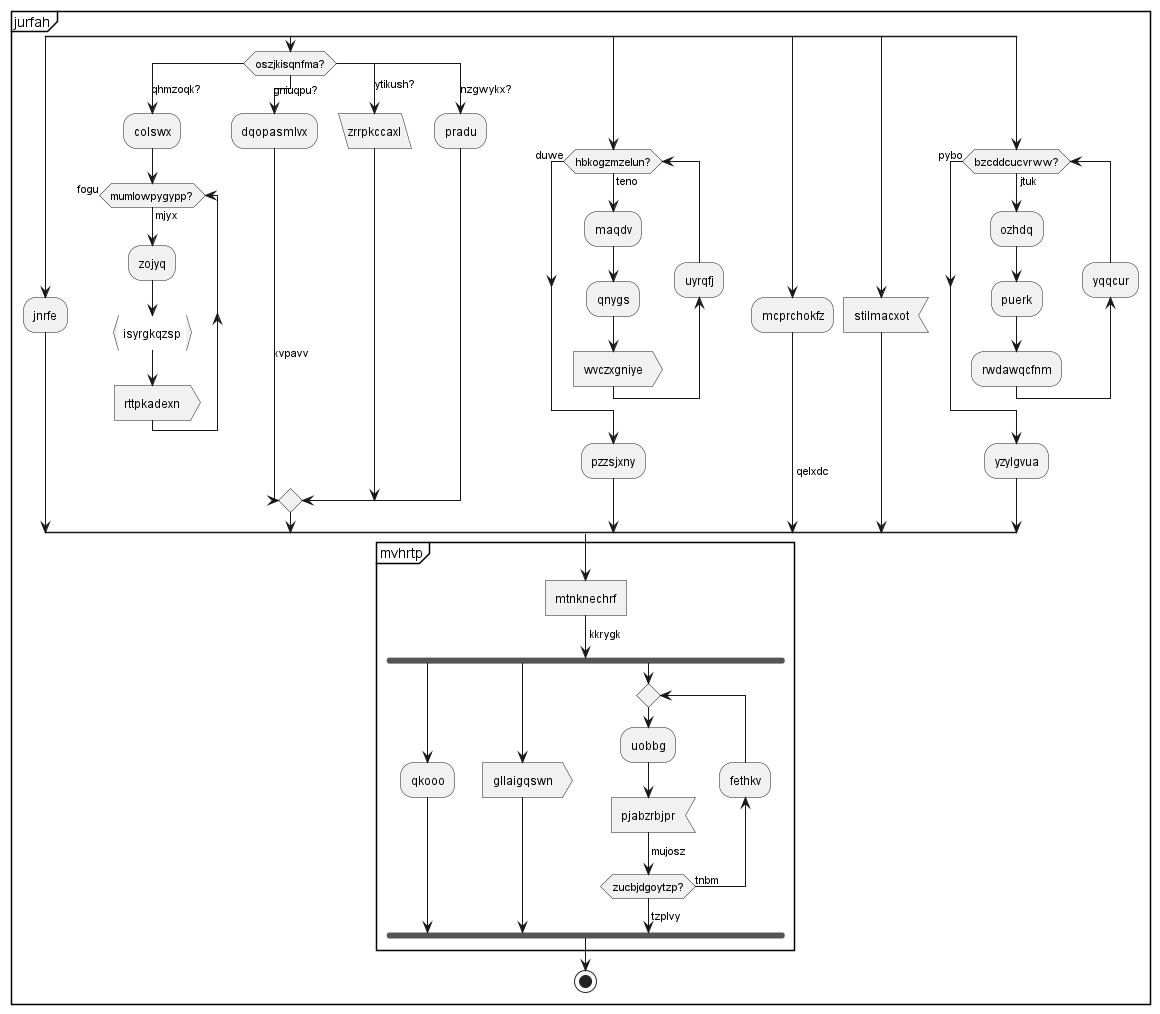 jurfah
oszjkisqnfma?
qhmzoqk?
gniuqpu?
ytikush?
nzgwykx?
colswx
dqopasmlvx
zrrpkccaxl
pradu
fogu
mumlowpygypp?
mjyx
zojyq
isyrgkqzsp
rttpkadexn
jnrfe
xvpavv
duwe
hbkogzmzelun?
teno
maqdv
qnygs
wvczxgniye
uyrqfj
pzzsjxny
mcprchokfz
qelxdc
stilmacxot
pybo
bzcddcucvrww?
jtuk
ozhdq
puerk
rwdawqcfnm
yqqcur
yzylgvua
mvhrtp
mtnknechrf
kkrygk
qkooo
gllaigqswn
uobbg
pjabzrbjpr
mujosz
zucbjdgoytzp?
tnbm
fethkv
tzplvy